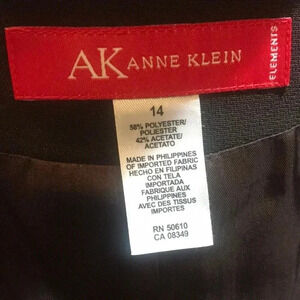 AK ANNE KLEIN
ELEMENTS
14
58% POLYESTER/
POLIESTER
42% ACETATE/
ACETATO
MADE IN PHILIPPINES
OF IMPORTED FABRIC
HECHO EN FILIPINAS
CON TELA
IMPORTADA
FABRIQUE AUX
PHILIPPINES
AVEC DES TISSUS
IMPORTES
RN 50610
CA 08349